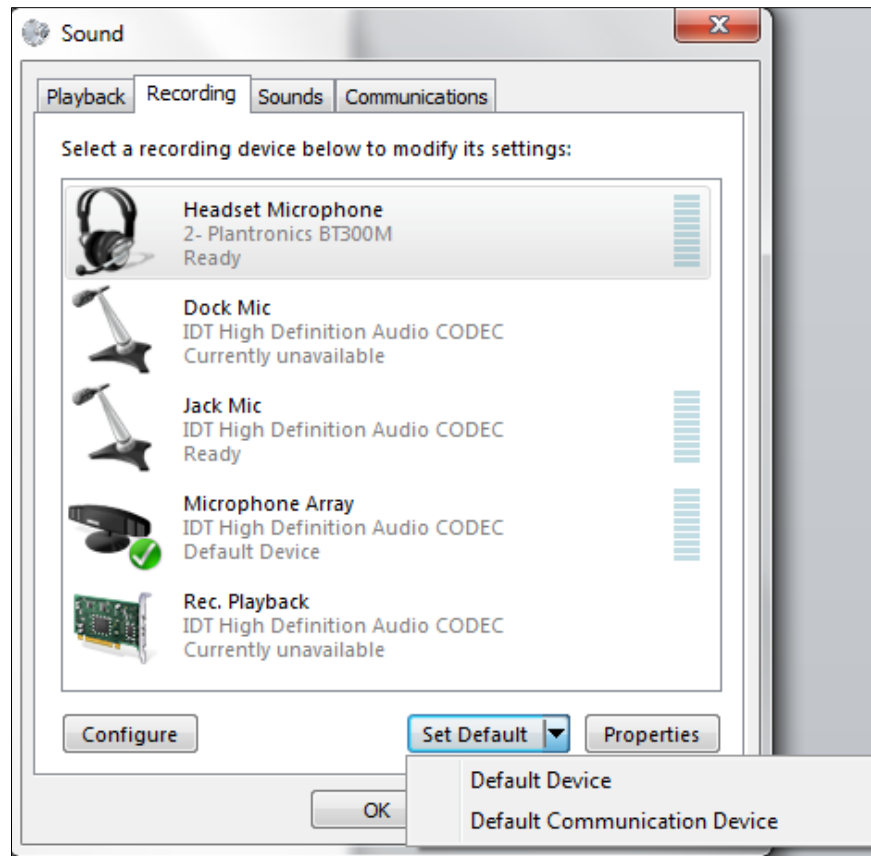 Sound
Playback Recording Sounds Communications
Select a recording device below to modify its settings:
Headset Microphone
2- Plantronics BT300M
Ready
Dock Mic
IDT High Definition Audio CODEC
Currently unavailable
Jack Mic
IDT High Definition Audio CODEC
Ready
Microphone Array
IDT High Definition Audio CODEC
Default Device
Rec. Playback
IDT High Definition Audio CODEC
Currently unavailable
Configure Set Default Properties
Default Device
OK
Default Communication Device